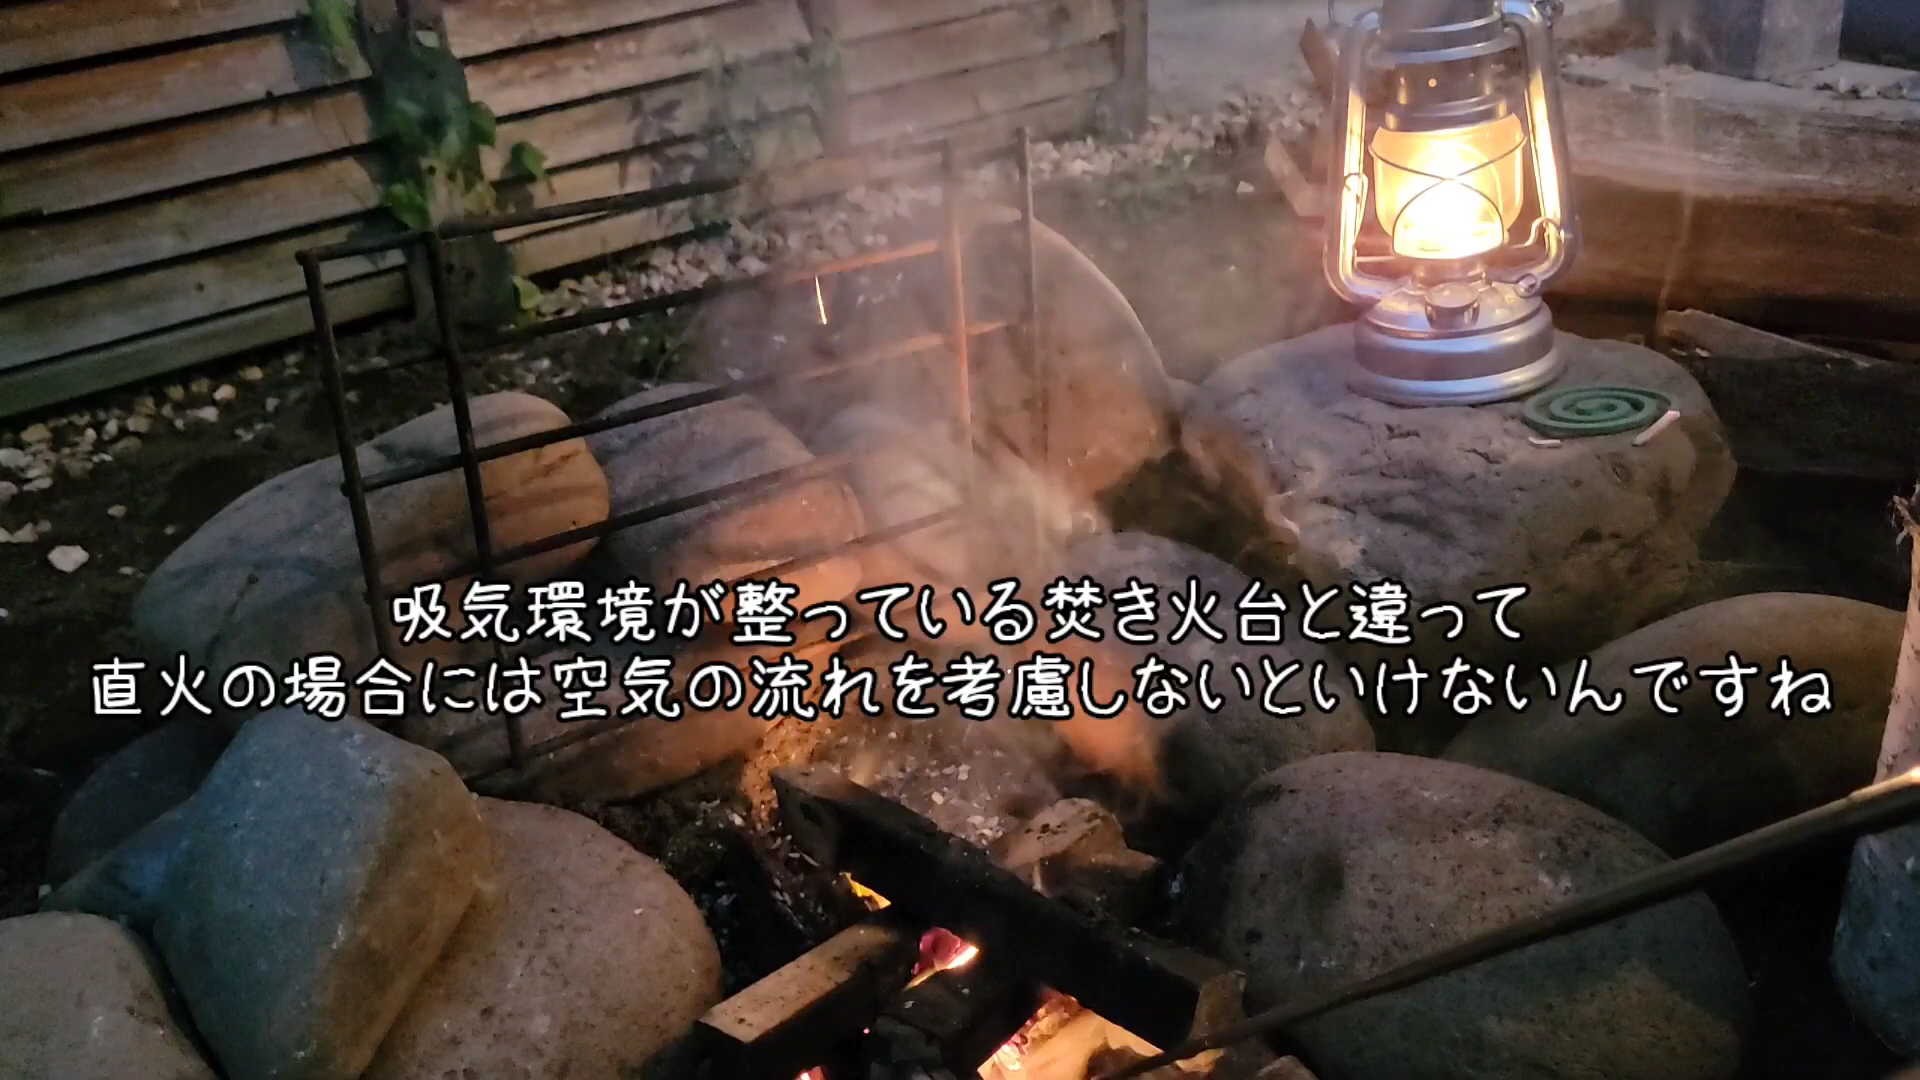 吸気環境が整っている焚き火台と違って
直火の場合には空気の流れを考慮しないといけないんですね